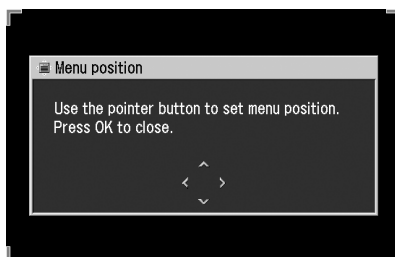 Menu position
Use the pointer button to set menu position.
Press OK to close.